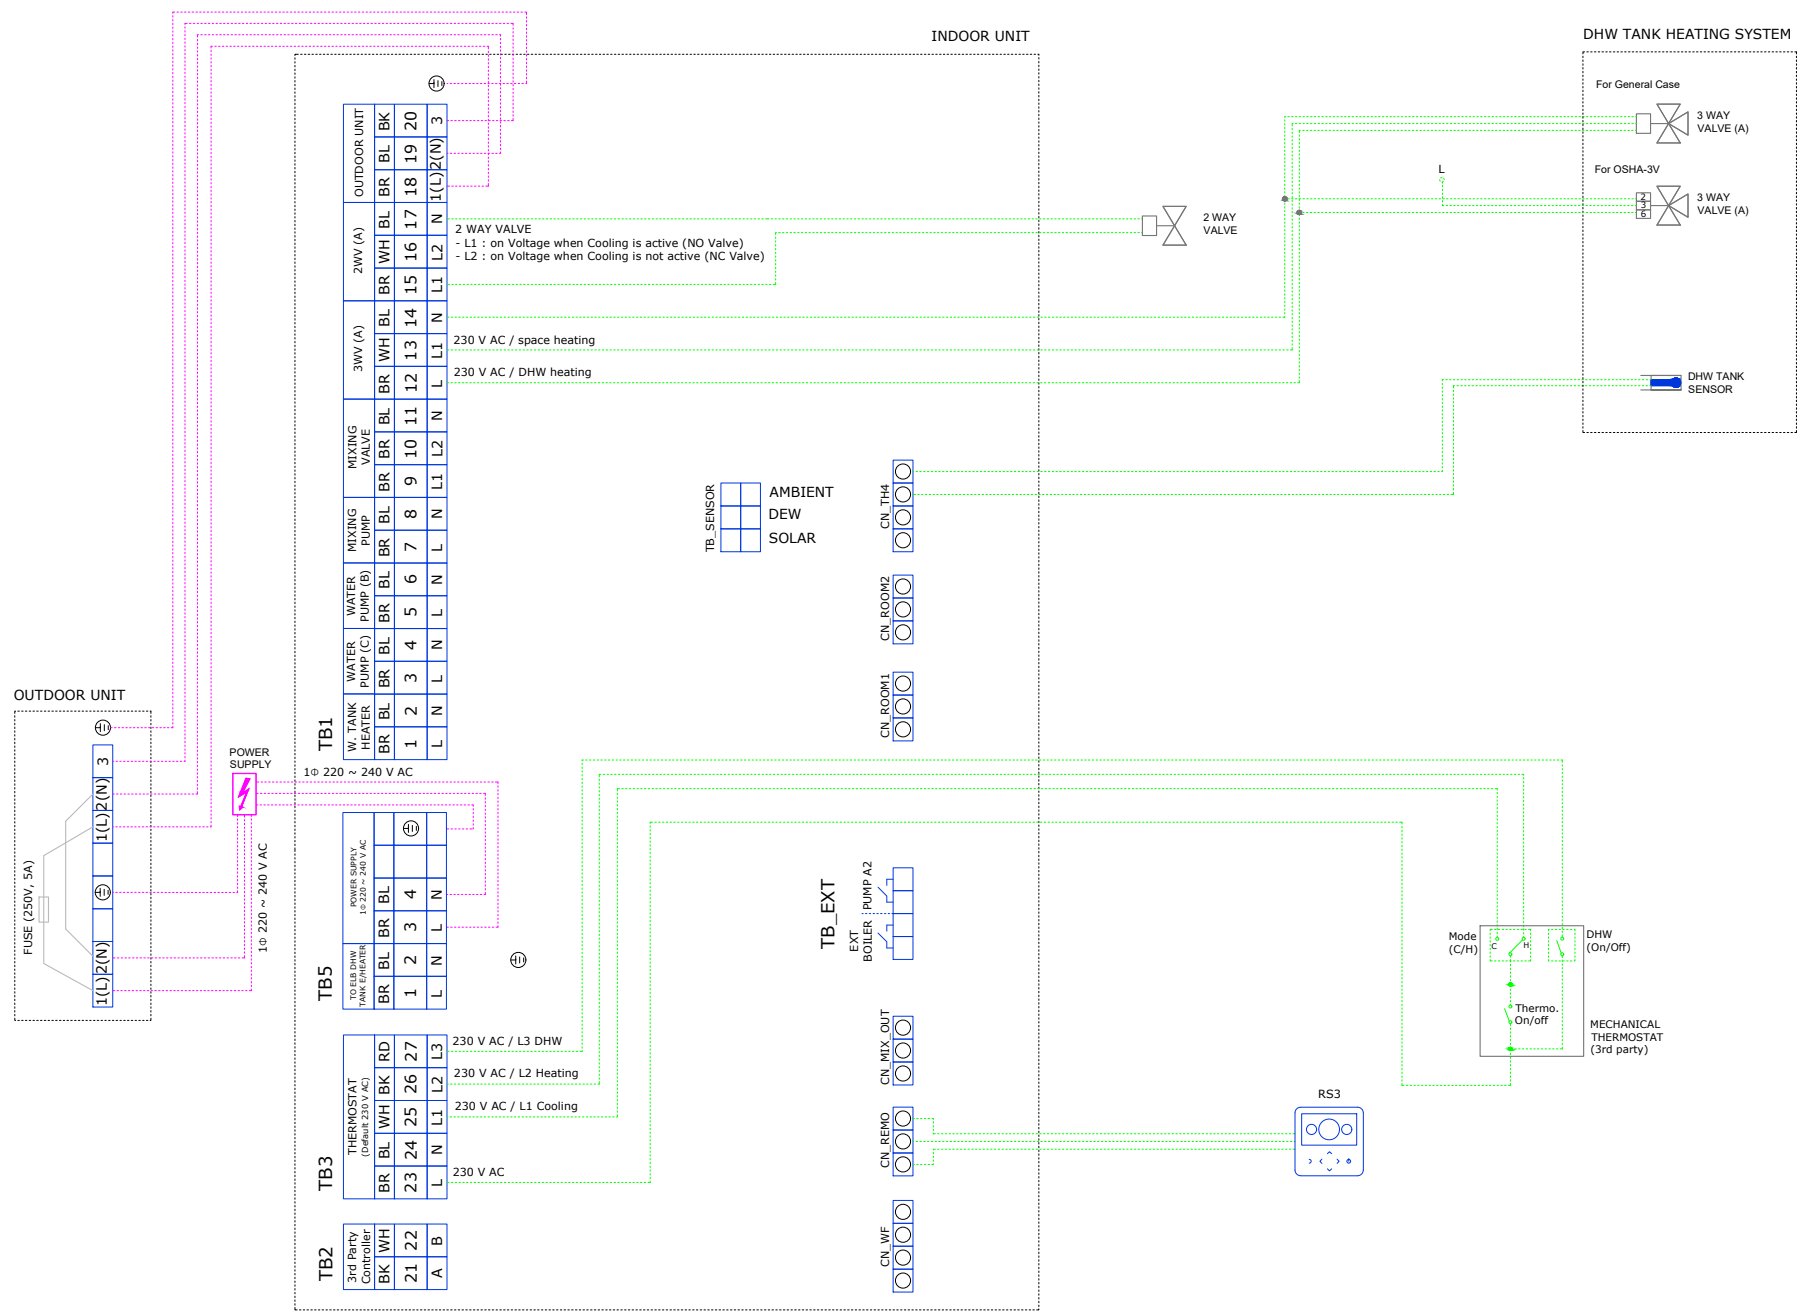 INDOOR UNIT
DHW TANK HEATING SYSTEM
For General Case
3 WAY
VALVE (A)
For OSHA-3V
L
2
3
6
3 WAY
VALVE (A)
DHW TANK
SENSOR
2 WAY
VALVE
TB1
OUTDOOR UNIT
BK 20 3
BL 19 2(N)
BR 18 1(L)
2WV (A)
BL 17 N
WH 16 L2
BR 15 L1
2 WAY VALVE
- L1 : on Voltage when Cooling is active (NO Valve)
- L2 : on Voltage when Cooling is not active (NC Valve)
3WV (A)
BL 14 N
WH 13 L1
BR 12 L
230 V AC / space heating
230 V AC / DHW heating
MIXING
VALVE
BL 11 N
BR 10 L2
BR 9 L1
MIXING
PUMP
BL 8 N
BR 7 L
WATER
PUMP (B)
BL 6 N
BR 5 L
WATER
PUMP (C)
BL 4 N
BR 3 L
W. TANK
HEATER
BL 2 N
BR 1 L
TB_SENSOR
AMBIENT
DEW
SOLAR
CN_TH4
CN_ROOM2
CN_ROOM1
OUTDOOR UNIT
3
2(N)
1(L)
2(N)
1(L)
FUSE (250V, 5A)
POWER
SUPPLY
1Φ 220 ~ 240 V AC
1Φ 220 ~ 240 V AC
TB5
POWER SUPPLY
1Φ 220 ~ 240 V AC
BL 4 N
BR 3 L
TO ELB DHW
TANK E/HEATER
BL 2 N
BR 1 L
TB_EXT
PUMP A2
EXT
BOILER
TB3
THERMOSTAT
(Default 230 V AC)
RD 27 L3
BK 26 L2
WH 25 L1
BL 24 N
BR 23 L
230 V AC / L3 DHW
230 V AC / L2 Heating
230 V AC / L1 Cooling
230 V AC
CN_MIX_OUT
CN_REMO
CN_WF
RS3
Mode
(C/H)
C
H
DHW
(On/Off)
Thermo.
On/off
MECHANICAL
THERMOSTAT
(3rd party)
TB2
3rd Party
Controller
WH 22 B
BK 21 A